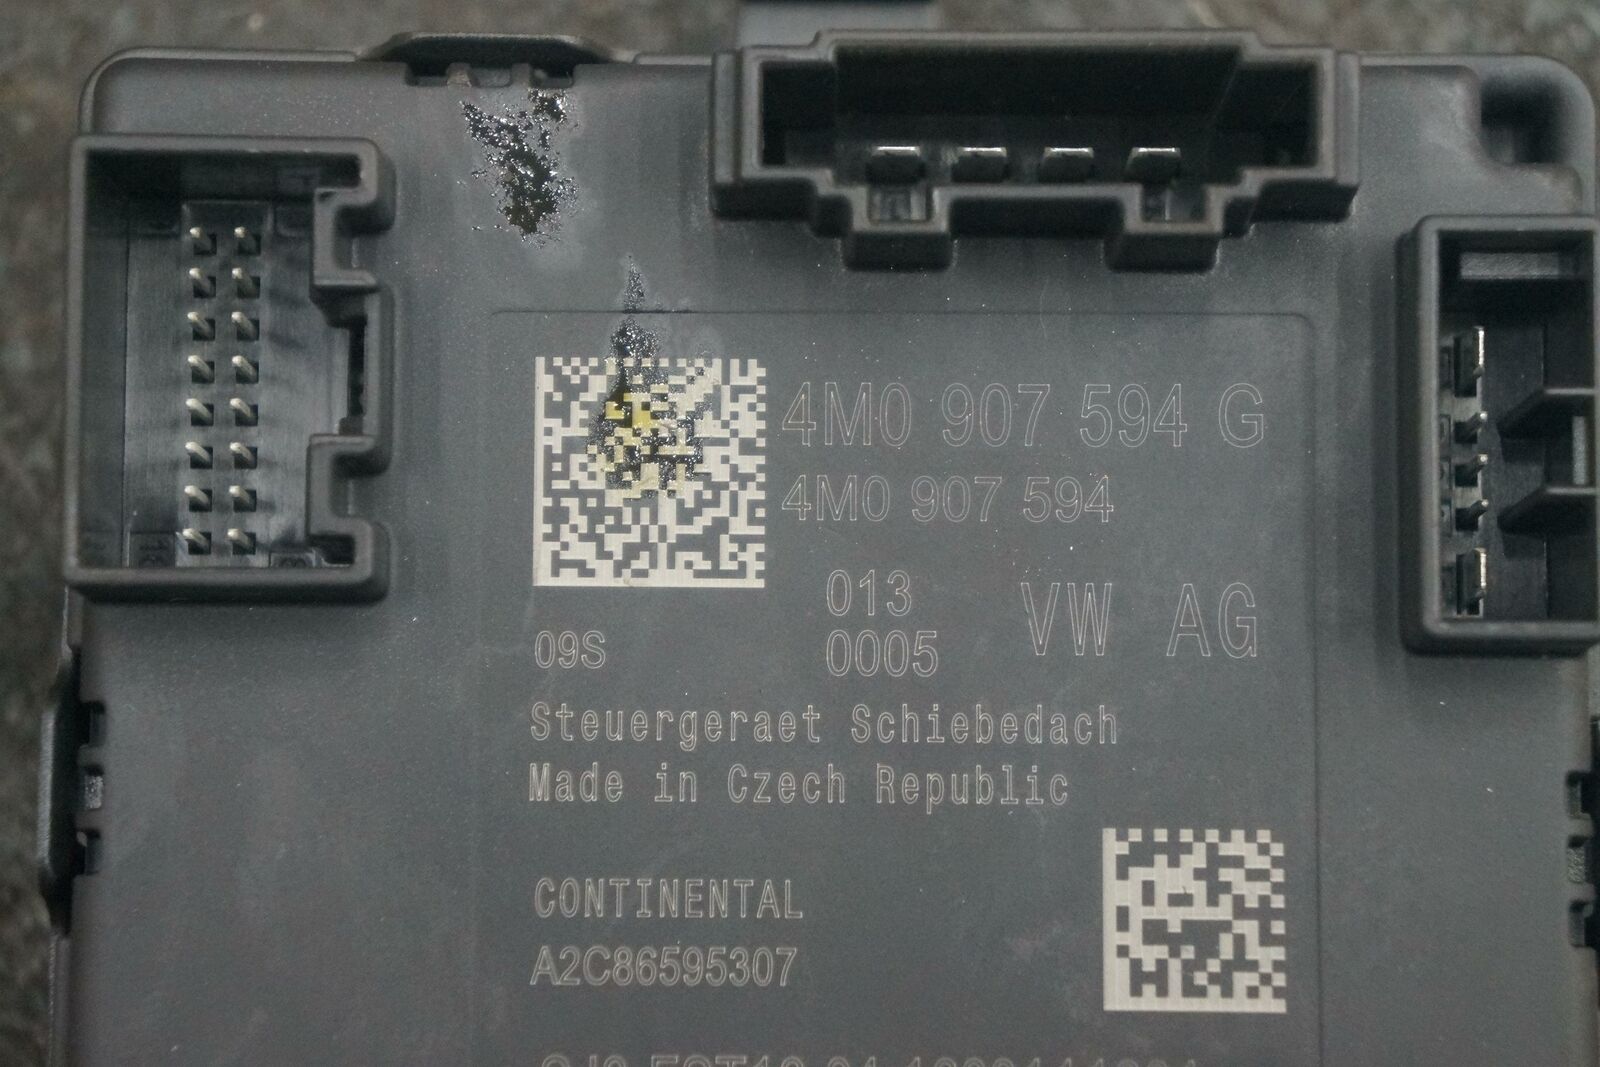 4M0 907 594 G
4M0 907 594
013
09S 0005 VW AG
Steuergeraet Schiebedach
Made in Czech Republic
CONTINENTAL
A2C86595307